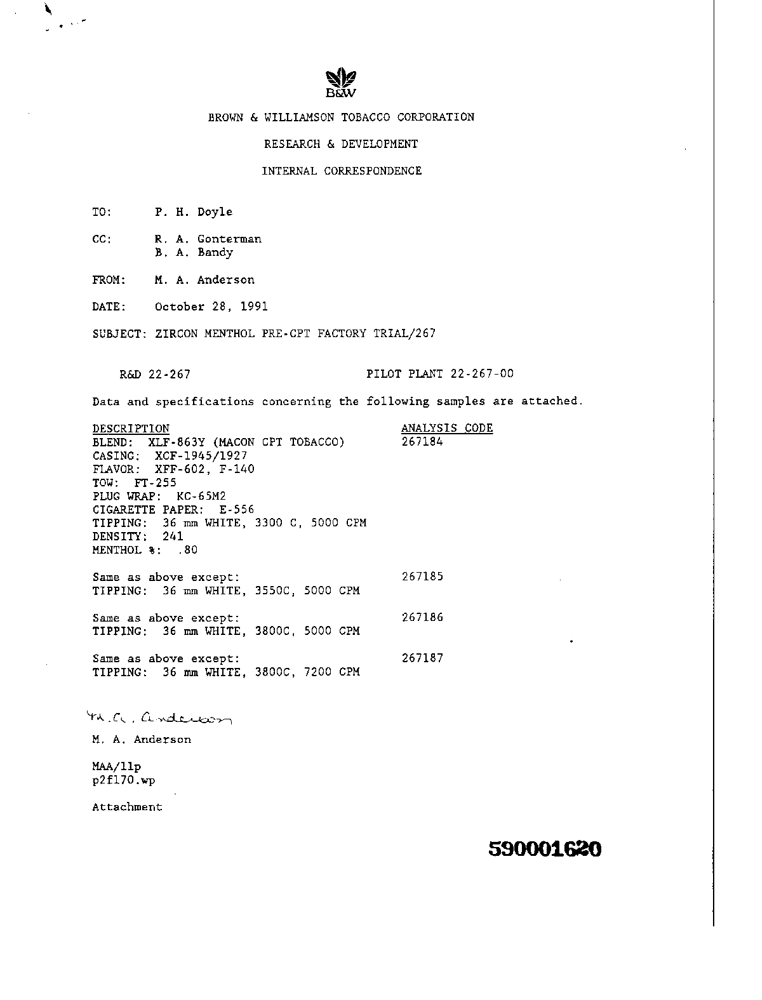 B&W
BROWN & WILLIAMSON TOBACCO CORPORATION
RESEARCH & DEVELOPMENT
INTERNAL CORRESPONDENCE
TO: P. H. Doyle
CC: R. A. Gonterman
B. A. Bandy
FROM: M. A. Anderson
DATE: October 28, 1991
SUBJECT: ZIRCON MENTHOL PRE-CPT FACTORY TRIAL/267
R&D 22-267 PILOT PLANT 22-267-00
Data and specifications concerning the following samples are attached.
DESCRIPTION ANALYSIS CODE
BLEND: XLF-863Y (MACON CPT TOBACCO) 267184
CASING: XCF-1945/1927
FLAVOR: XFF-602, F-140
TOW: FT-255
PLUG WRAP: KC-65M2
CIGARETTE PAPER: E-556
TIPPING: 36 mm WHITE, 3300 C, 5000 CPM
DENSITY: 241
MENTHOL %: .80
Same as above except: 267185
TIPPING: 36 mm WHITE, 3550C, 5000 CPM
Same as above except: 267186
TIPPING: 36 mm WHITE, 3800C, 5000 CPM
Same as above except: 267187
TIPPING: 36 mm WHITE, 3800C, 7200 CPM
M. A. Anderson
M. A. Anderson
MAA/llp
p2fl70.wp
Attachment
590001620